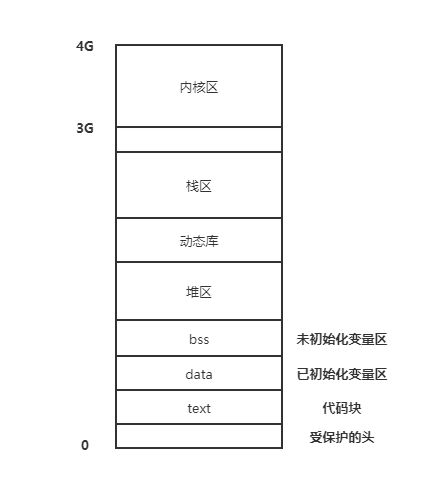 4G
内核区
3G
栈区
动态库
堆区
bss 未初始化变量区
data 已初始化变量区
text 代码块
受保护的头
0